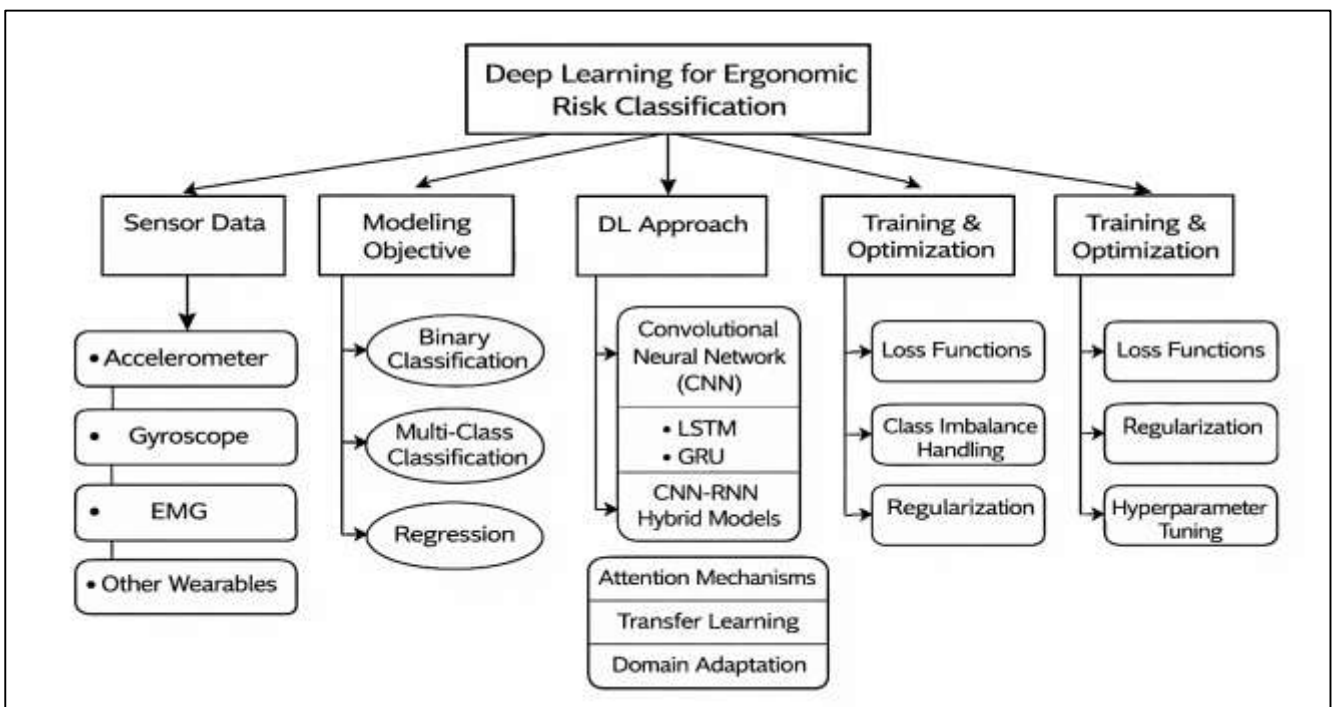 Deep Learning for Ergonomic
Risk Classification
Sensor Data
• Accelerometer
• Gyroscope
• EMG
• Other Wearables
Modeling
Objective
Binary
Classification
Multi-Class
Classification
Regression
DL Approach
Convolutional
Neural Network
(CNN)
• LSTM
• GRU
CNN-RNN
Hybrid Models
Attention Mechanisms
Transfer Learning
Domain Adaptation
Training &
Optimization
Loss Functions
Class Imbalance
Handling
Regularization
Training &
Optimization
Loss Functions
Regularization
Hyperparameter
Tuning